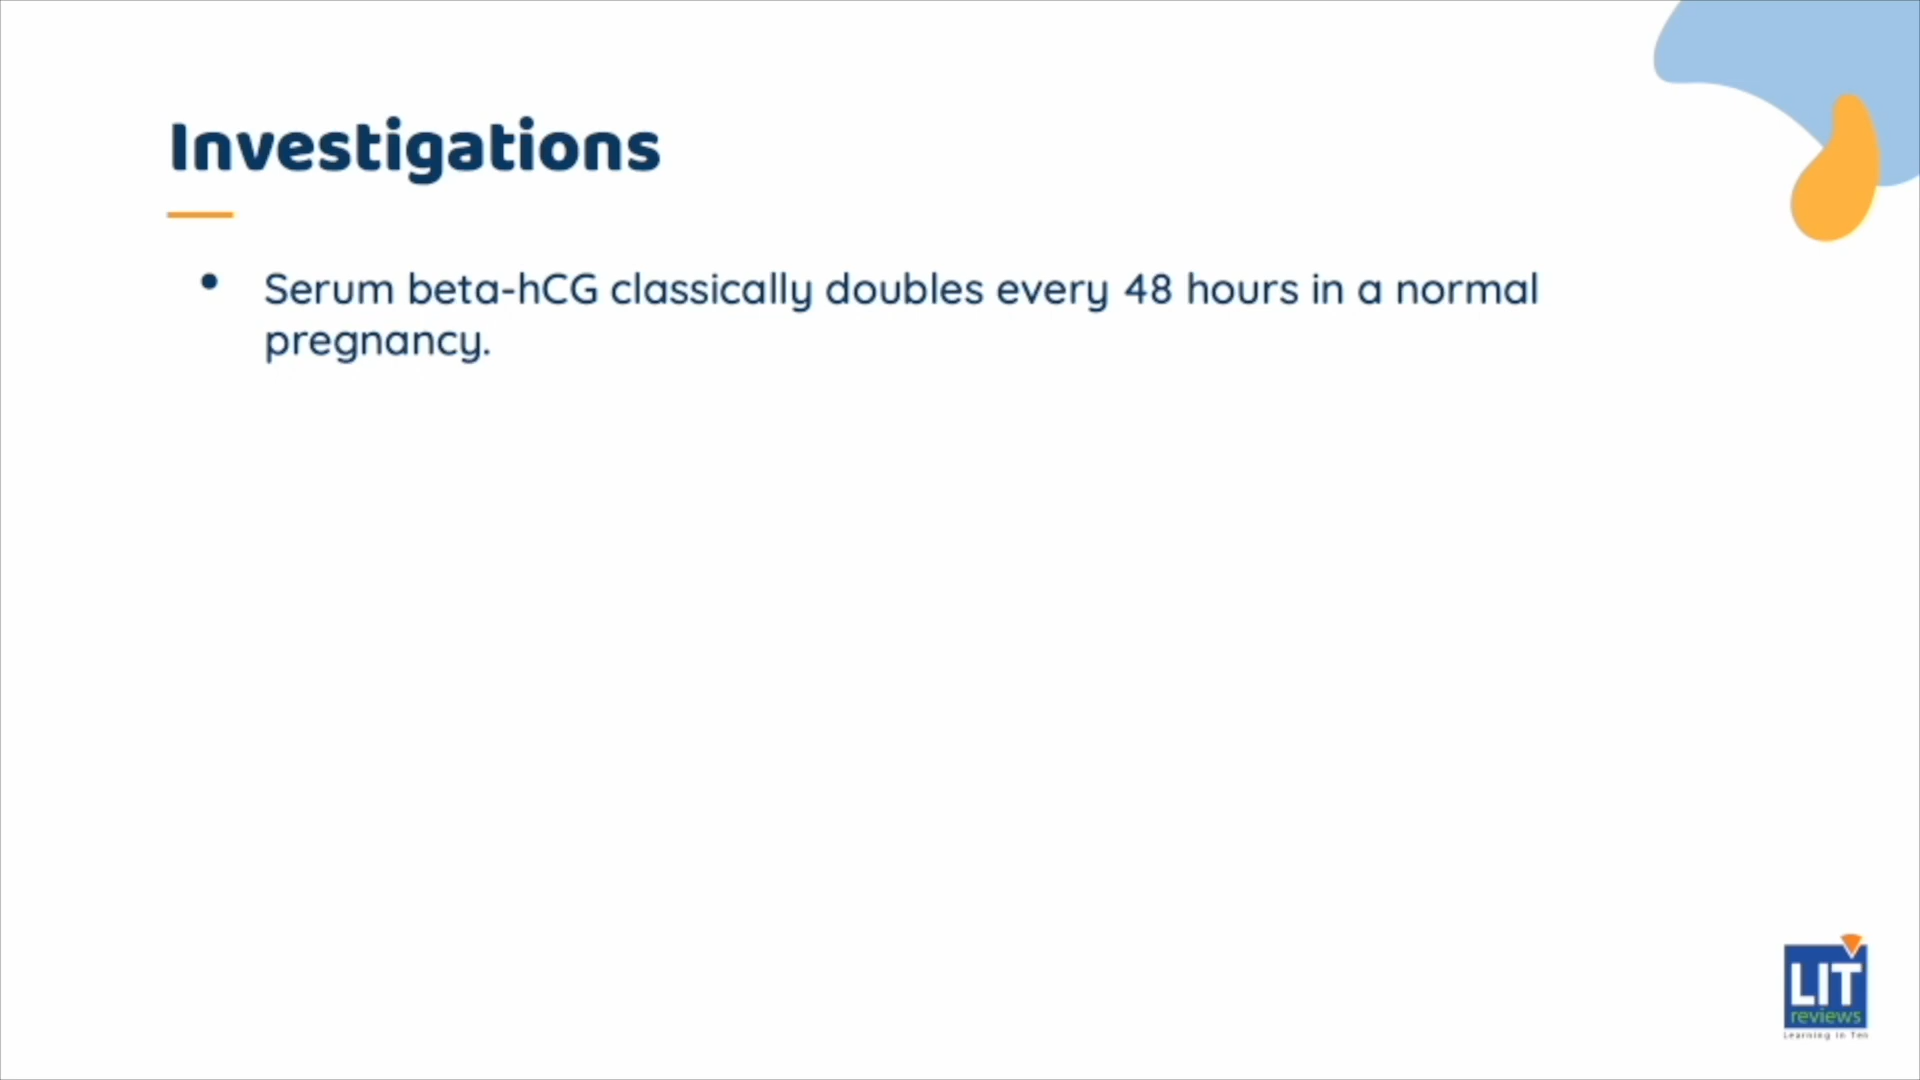 Investigations
• Serum beta-hCG classically doubles every 48 hours in a normal
pregnancy.
LIT
reviews
Learning in Ten